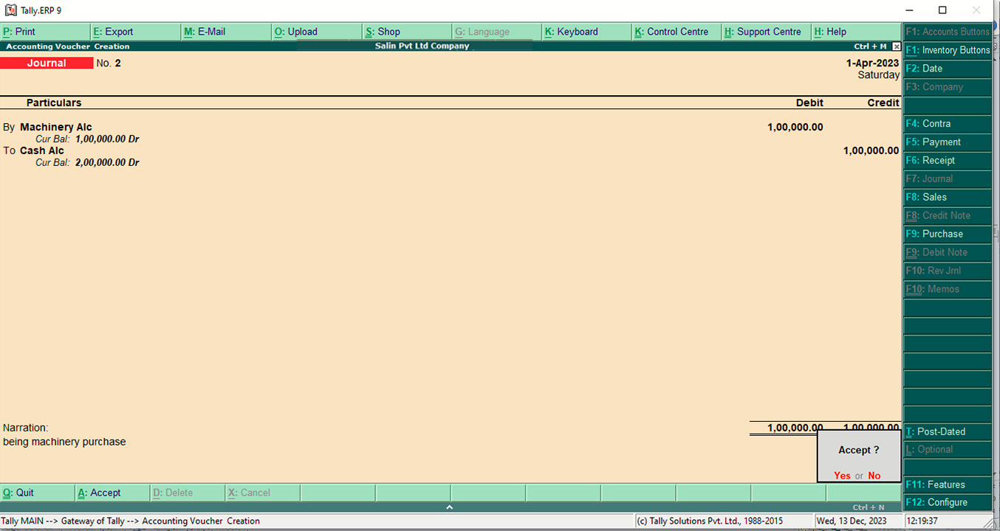 Tally.ERP 9
P: Print E: Export M: E-Mail O: Upload S: Shop G: Language K: Keyboard K: Control Centre H: Support Centre H: Help
Accounting Voucher Creation Salin Pvt Ltd Company Ctrl + M
Journal No. 2 1-Apr-2023
Saturday
Particulars Debit Credit
By Machinery Alc 1,00,000.00
Cur Bal: 1,00,000.00 Dr
To Cash Alc 1,00,000.00
Cur Bal: 2,00,000.00 Dr
Narration: 1,00,000.00 1,00,000.00
being machinery purchase
Accept ?
Yes or No
Q: Quit A: Accept D: Delete X: Cancel
Ctrl + N
Tally MAIN --> Gateway of Tally --> Accounting Voucher Creation (c) Tally Solutions Pvt. Ltd., 1988-2015 Wed, 13 Dec, 2023 12:19:37
F1: Accounts Buttons
F1: Inventory Buttons
F2: Date
F3: Company
F4: Contra
F5: Payment
F6: Receipt
F7: Journal
F8: Sales
F8: Credit Note
F9: Purchase
F9: Debit Note
F10: Rev Jrnl
F10: Memos
T: Post-Dated
L: Optional
F11: Features
F12: Configure